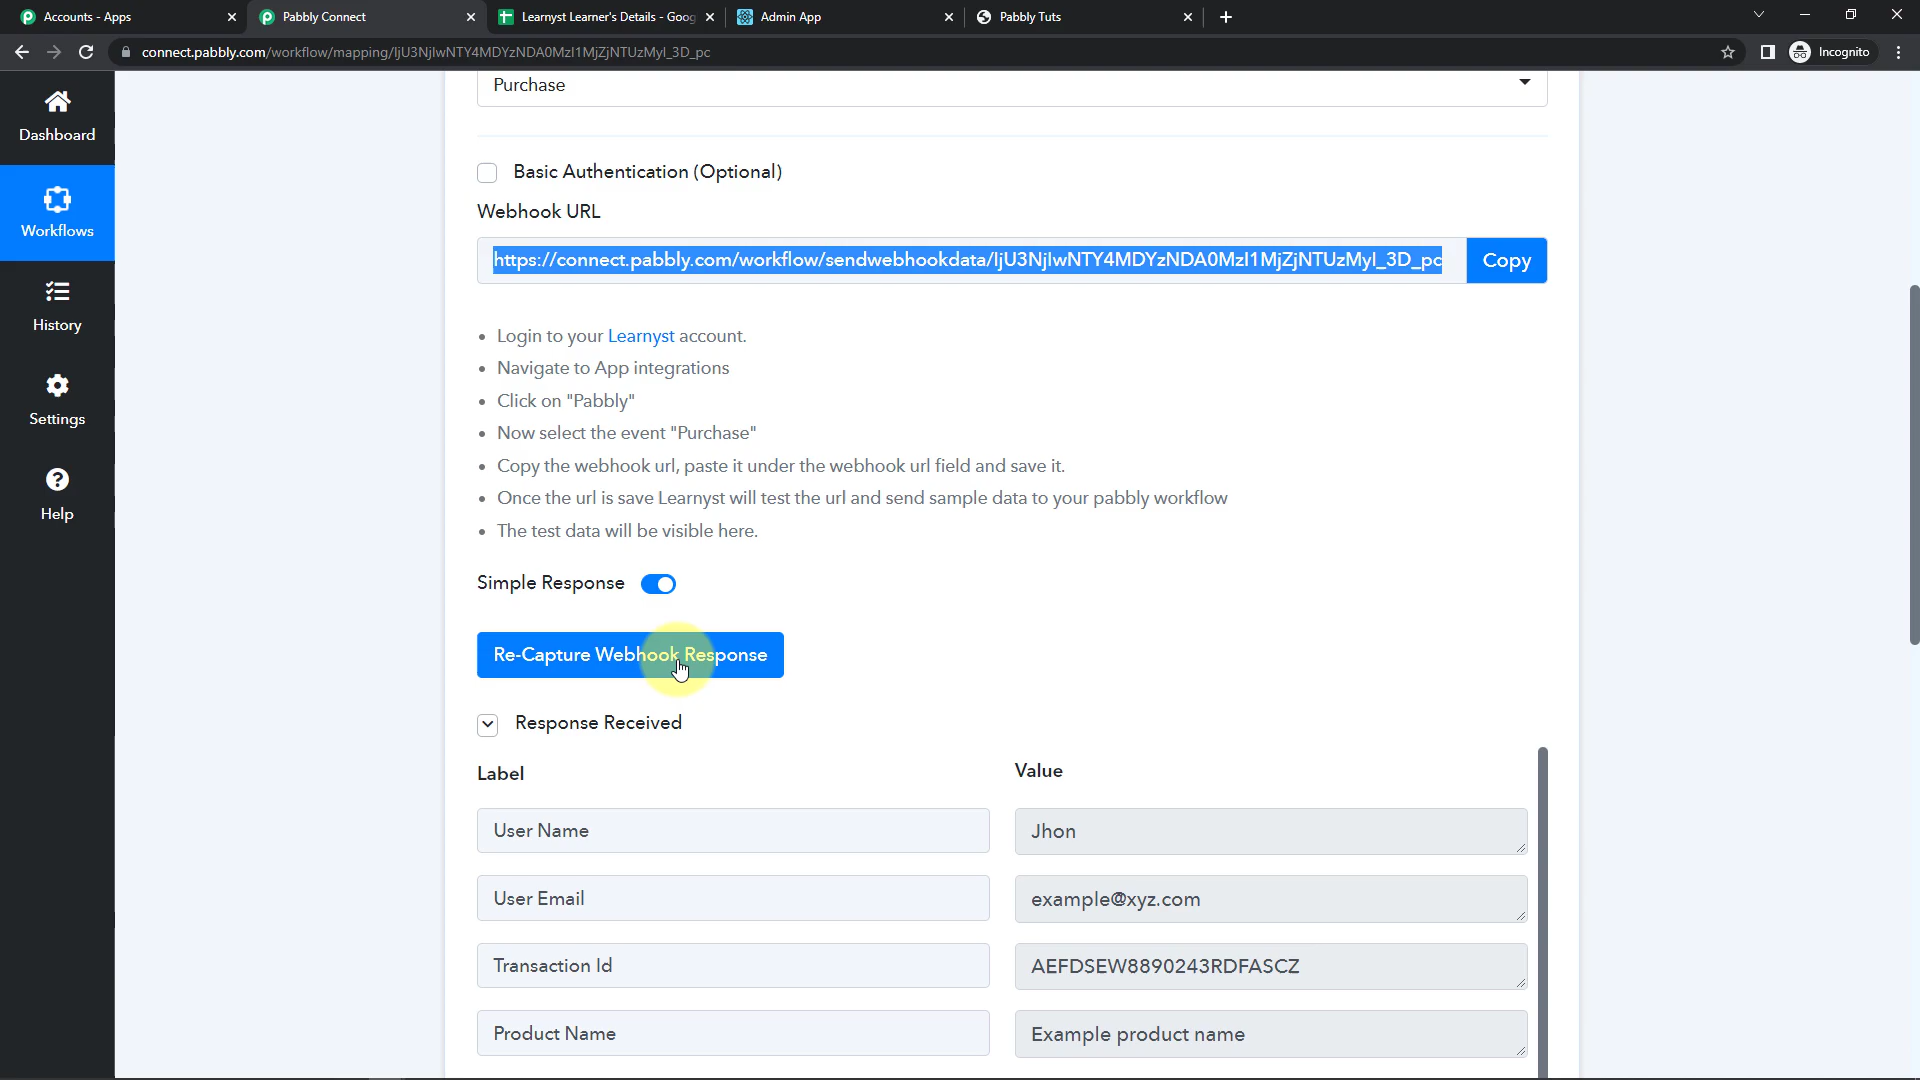 Accounts - Apps
Pabbly Connect
Learnyst Learner's Details - Goog
Admin App
Pabbly Tuts
connect.pabbly.com/workflow/mapping/IjU3NjIwNTY4MDYzNDA0MzI1MjZjNTUzMyI_3D_pc
Incognito
Dashboard
Workflows
History
Settings
Help
Purchase
Basic Authentication (Optional)
Webhook URL
https://connect.pabbly.com/workflow/sendwebhookdata/IjU3NjIwNTY4MDYzNDA0MzI1MjZjNTUzMyI_3D_pc
Copy
Login to your Learnyst account.
Navigate to App integrations
Click on "Pabbly"
Now select the event "Purchase"
Copy the webhook url, paste it under the webhook url field and save it.
Once the url is save Learnyst will test the url and send sample data to your pabbly workflow
The test data will be visible here.
Simple Response
Re-Capture Webhook Response
Response Received
Label
Value
User Name
Jhon
User Email
example@xyz.com
Transaction Id
AEFDSEW8890243RDFASCZ
Product Name
Example product name